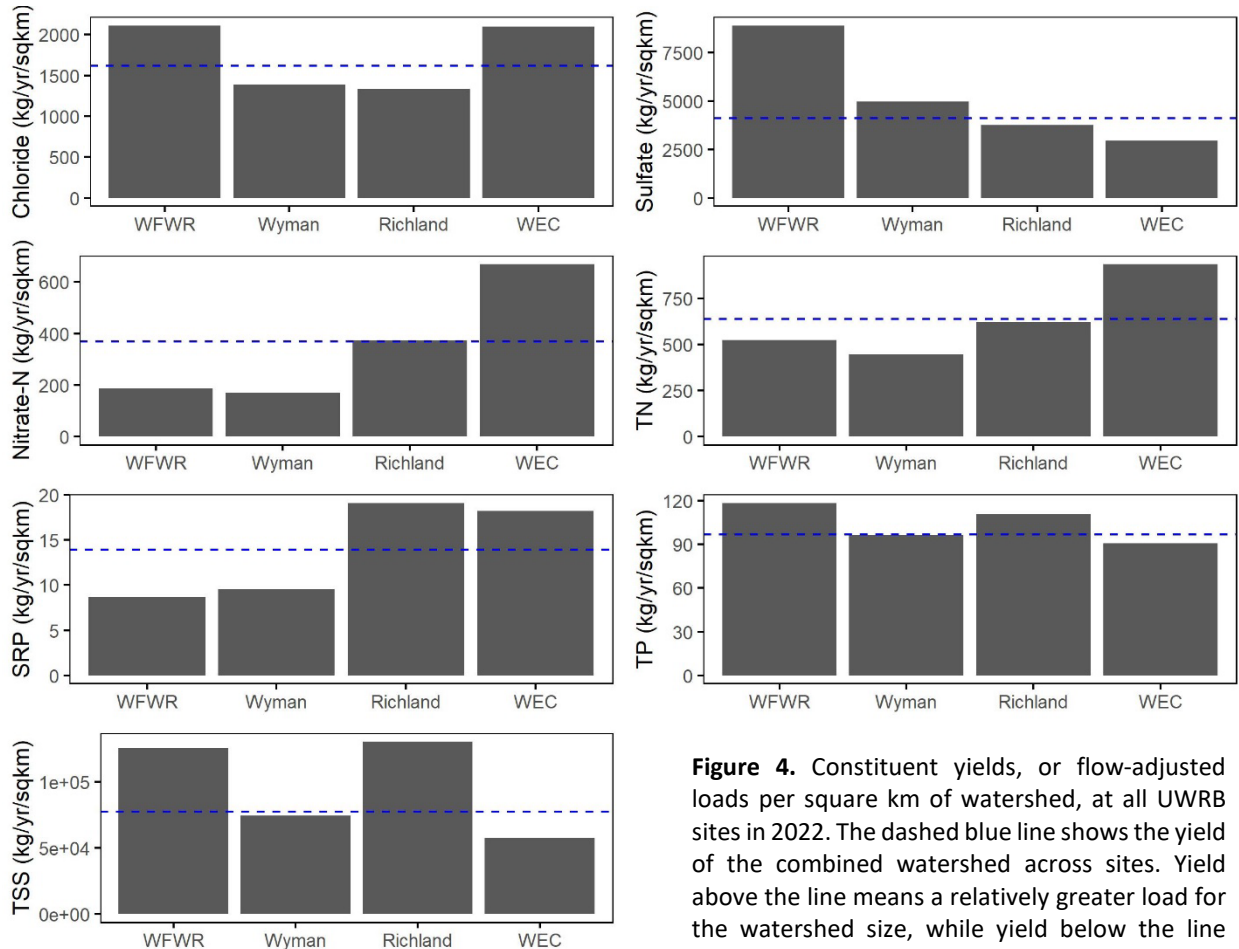 Chloride (kg/yr/sqkm)
2000
1500
1000
500
0
WFWR Wyman Richland WEC
Sulfate (kg/yr/sqkm)
7500
5000
2500
0
WFWR Wyman Richland WEC
Nitrate-N (kg/yr/sqkm)
600
400
200
0
WFWR Wyman Richland WEC
TN (kg/yr/sqkm)
750
500
250
0
WFWR Wyman Richland WEC
SRP (kg/yr/sqkm)
20
15
10
5
0
WFWR Wyman Richland WEC
TP (kg/yr/sqkm)
120
90
60
30
0
WFWR Wyman Richland WEC
TSS (kg/yr/sqkm)
1e+05
5e+04
0e+00
WFWR Wyman Richland WEC
Figure 4. Constituent yields, or flow-adjusted
loads per square km of watershed, at all UWRB
sites in 2022. The dashed blue line shows the yield
of the combined watershed across sites. Yield
above the line means a relatively greater load for
the watershed size, while yield below the line